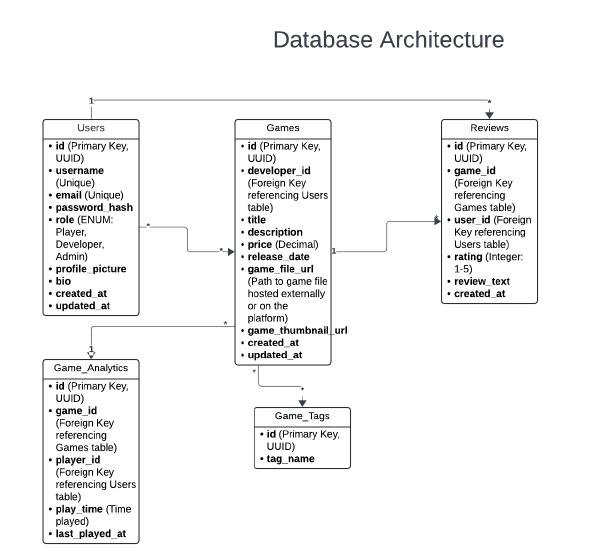 Database Architecture
1
*
Users
• id (Primary Key,
UUID)
• username
(Unique)
• email (Unique)
• password_hash
• role (ENUM:
Player,
Developer,
Admin)
• profile_picture
• bio
• created_at
• updated_at
*
*
Games
• id (Primary Key,
UUID)
• developer_id
(Foreign Key
referencing Users
table)
• title
• description
• price (Decimal)
• release_date
• game_file_url
(Path to game file
hosted externally
or on the
platform)
• game_thumbnail_url
• created_at
• updated_at
1
Reviews
• id (Primary Key,
UUID)
• game_id
(Foreign Key
referencing
Games table)
• user_id (Foreign
Key referencing
Users table)
• rating (Integer:
1-5)
• review_text
• created_at
*
1
Game_Analytics
• id (Primary Key,
UUID)
• game_id
(Foreign Key
referencing
Games table)
• player_id
(Foreign Key
referencing Users
table)
• play_time (Time
played)
• last_played_at
*
*
Game_Tags
• id (Primary Key,
UUID)
• tag_name